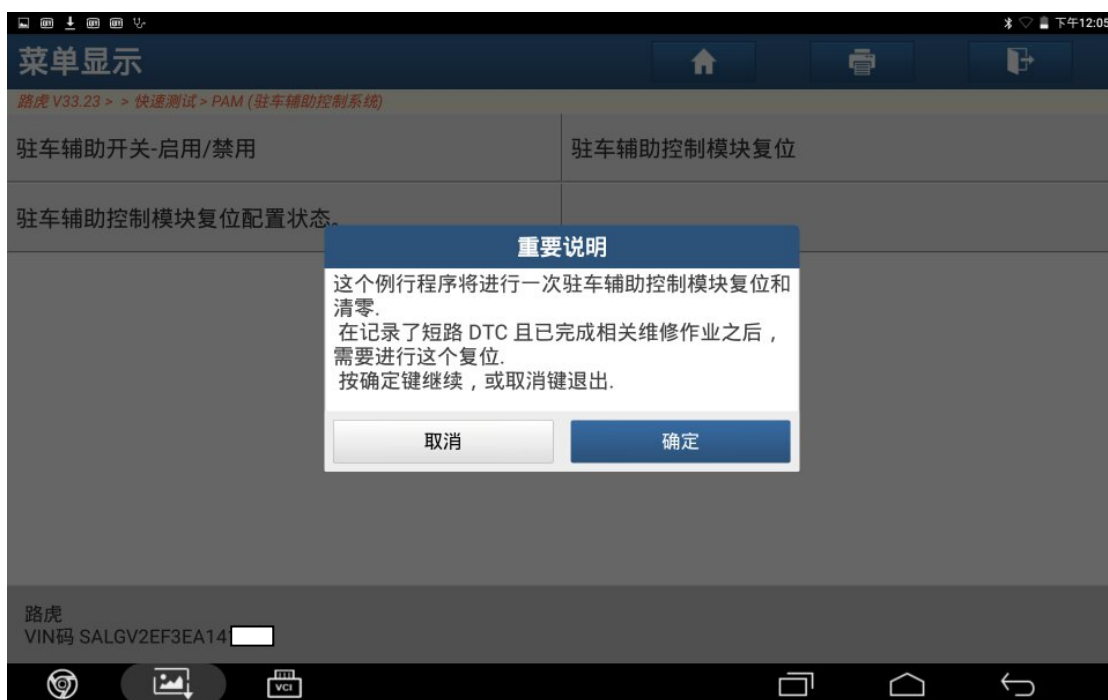 下午12:05
菜单显示
路虎 V33.23 > > 快速测试 > PAM (驻车辅助控制系统)
驻车辅助开关-启用/禁用
驻车辅助控制模块复位
驻车辅助控制模块复位配置状态。
重要说明
这个例行程序将进行一次驻车辅助控制模块复位和
清零.
在记录了短路 DTC 且已完成相关维修作业之后，
需要进行这个复位.
按确定键继续，或取消键退出.
取消
确定
路虎
VIN码 SALGV2EF3EA14
VCI